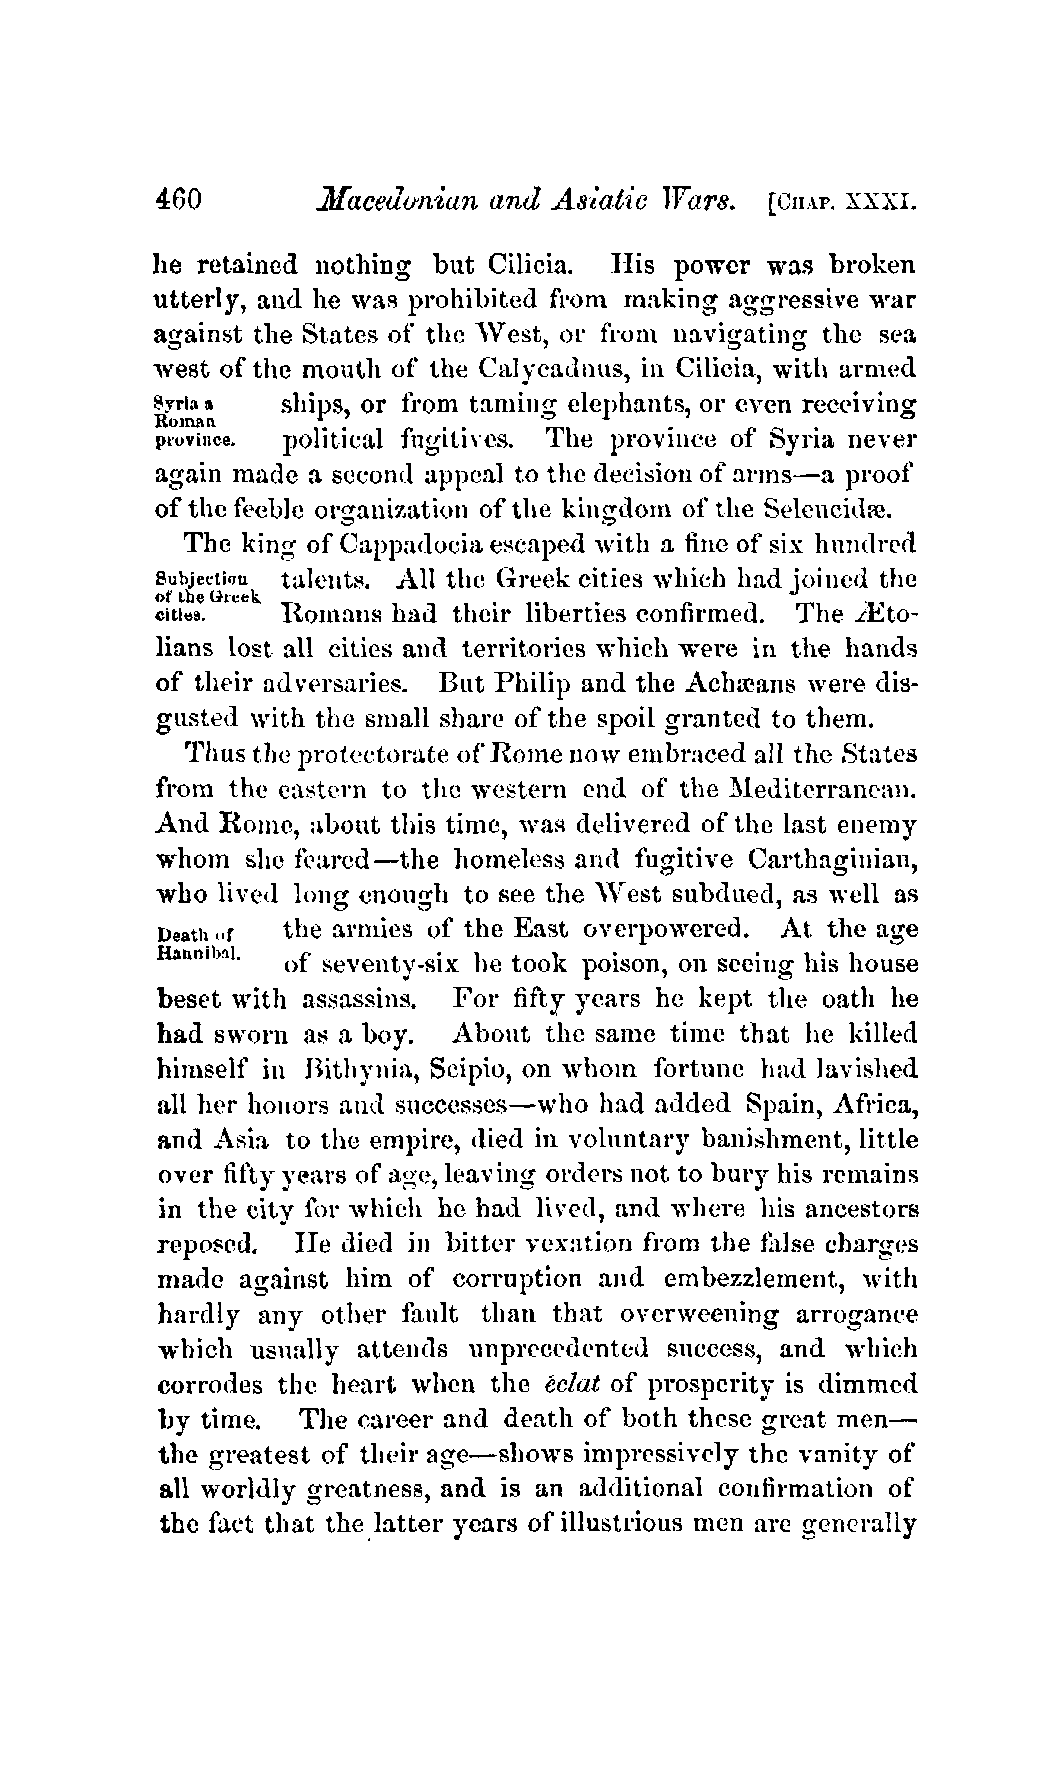 460 Macedonian and Asiatic Wars. [CHAP. XXXI.
he retained nothing but Cilicia. His power was broken
utterly, and he was prohibited from making aggressive war
against the States of the West, or from navigating the sea
west of the mouth of the Calycadnus, in Cilicia, with armed
Syria a
Roman
province.
ships, or from taming elephants, or even receiving
political fugitives. The province of Syria never
again made a second appeal to the decision of arms—a proof
of the feeble organization of the kingdom of the Seleucidæ.
The king of Cappadocia escaped with a fine of six hundred
Subjection
of the Greek
cities.
talents. All the Greek cities which had joined the
Romans had their liberties confirmed. The Æto-
lians lost all cities and territories which were in the hands
of their adversaries. But Philip and the Achæans were dis-
gusted with the small share of the spoil granted to them.
Thus the protectorate of Rome now embraced all the States
from the eastern to the western end of the Mediterranean.
And Rome, about this time, was delivered of the last enemy
whom she feared—the homeless and fugitive Carthaginian,
who lived long enough to see the West subdued, as well as
Death of
Hannibal.
the armies of the East overpowered. At the age
of seventy-six he took poison, on seeing his house
beset with assassins. For fifty years he kept the oath he
had sworn as a boy. About the same time that he killed
himself in Bithynia, Scipio, on whom fortune had lavished
all her honors and successes—who had added Spain, Africa,
and Asia to the empire, died in voluntary banishment, little
over fifty years of age, leaving orders not to bury his remains
in the city for which he had lived, and where his ancestors
reposed. He died in bitter vexation from the false charges
made against him of corruption and embezzlement, with
hardly any other fault than that overweening arrogance
which usually attends unprecedented success, and which
corrodes the heart when the éclat of prosperity is dimmed
by time. The career and death of both these great men—
the greatest of their age—shows impressively the vanity of
all worldly greatness, and is an additional confirmation of
the fact that the latter years of illustrious men are generally